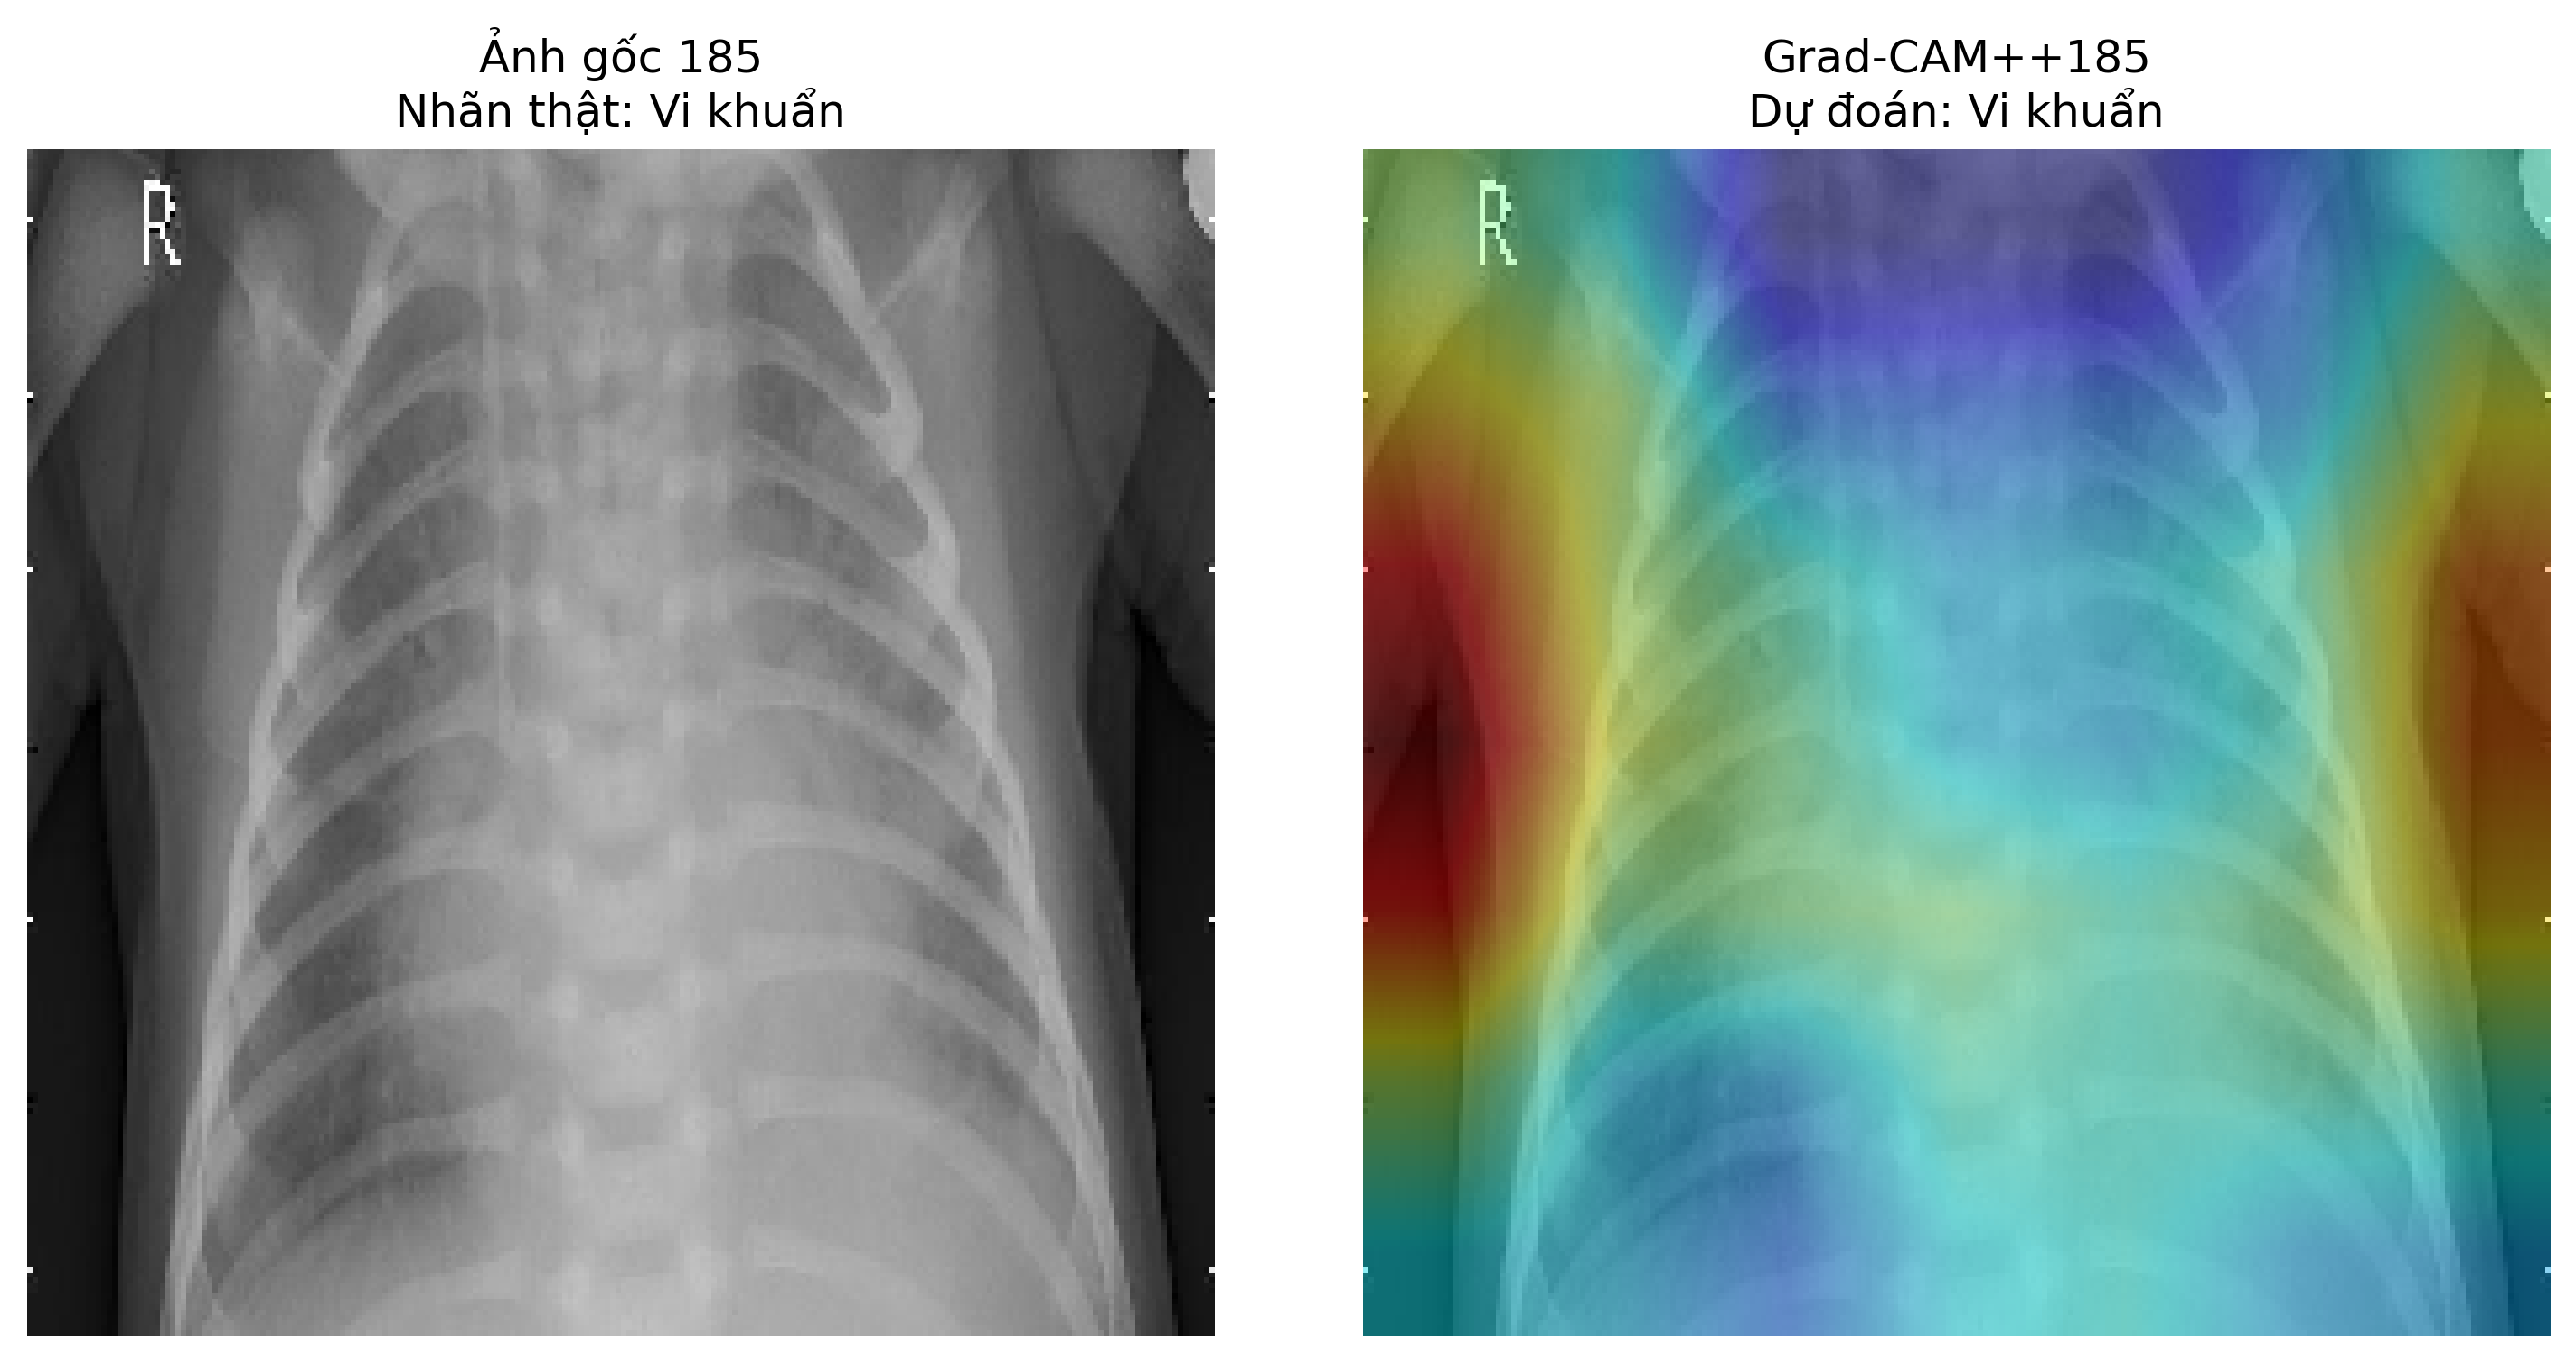 Ảnh gốc 185
Nhãn thật: Vi khuẩn
Grad-CAM++185
Dự đoán: Vi khuẩn
R
R